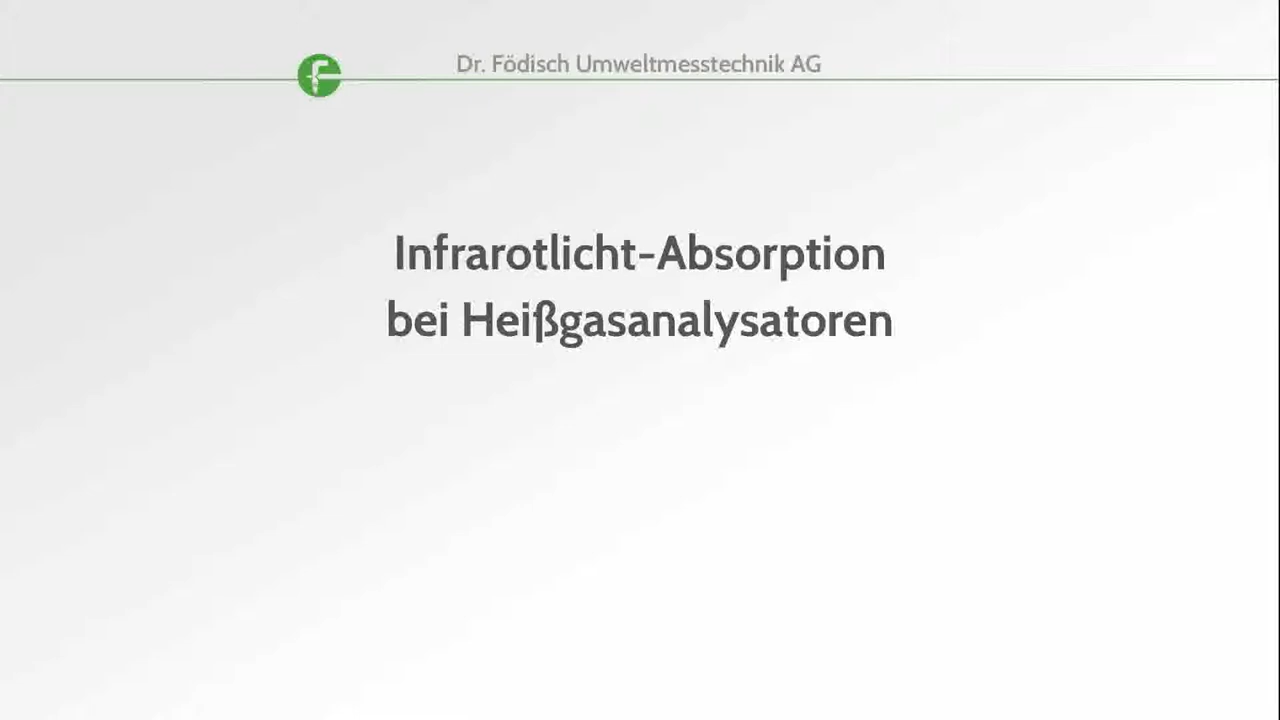 Dr. Födisch Umweltmesstechnik AG
Infrarotlicht-Absorption
bei Heißgasanalysatoren